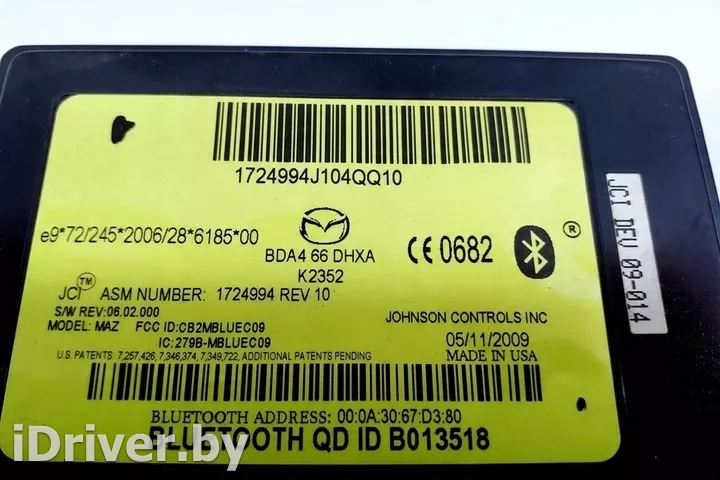 1724994J104QQ10
e9*72/245*2006/28*6185*00
BDA4 66 DHXA
K2352
CE 0682
®
JCI™ ASM NUMBER: 1724994 REV 10
S/W REV:06.02.000
MODEL: MAZ FCC ID:CB2MBLUEC09
IC:279B-MBLUEC09
JOHNSON CONTROLS INC
05/11/2009
MADE IN USA
U.S. PATENTS: 7,257,426, 7,346,374, 7,349,722, ADDITIONAL PATENTS PENDING
BLUETOOTH ADDRESS: 00:0A:30:67:D3:80
BLUETOOTH QD ID B013518
JCI DEV 09-014
iDriver.by